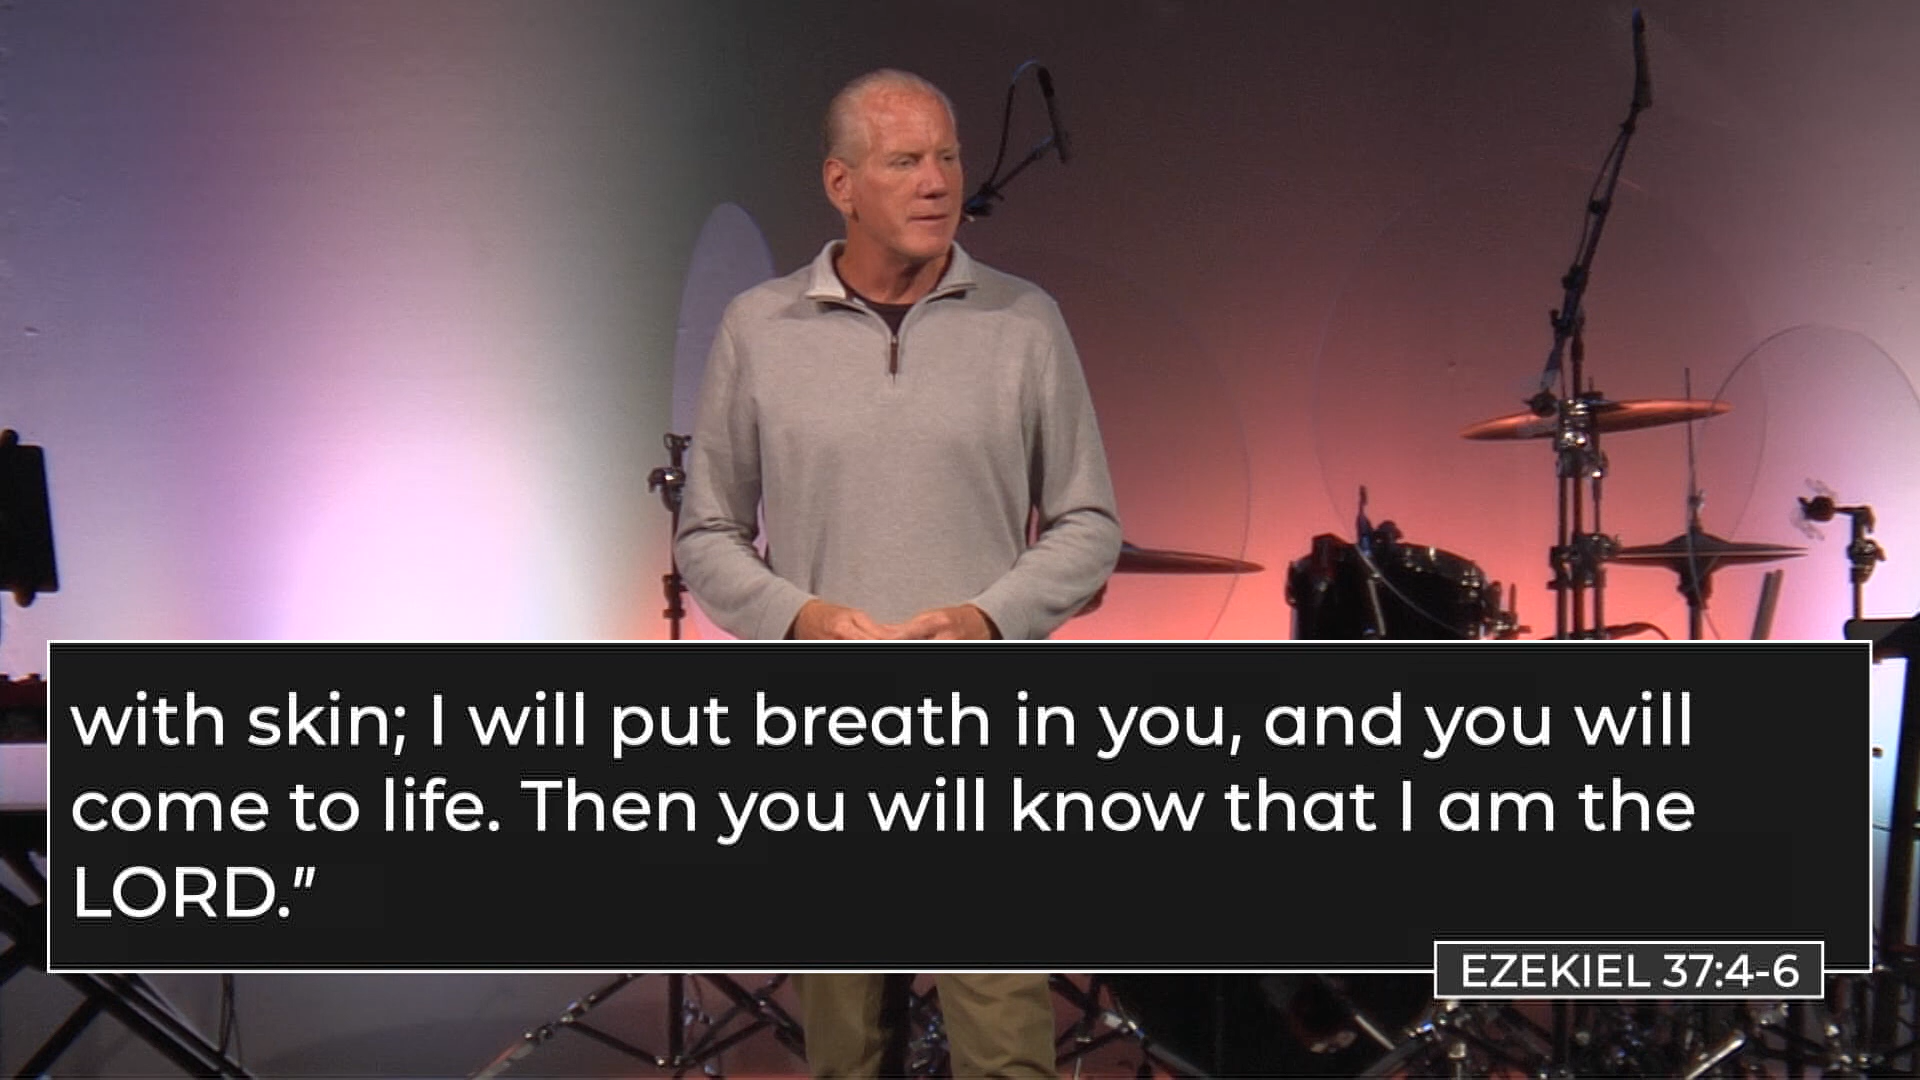 with skin; I will put breath in you, and you will
come to life. Then you will know that I am the
LORD.”
EZEKIEL 37:4-6